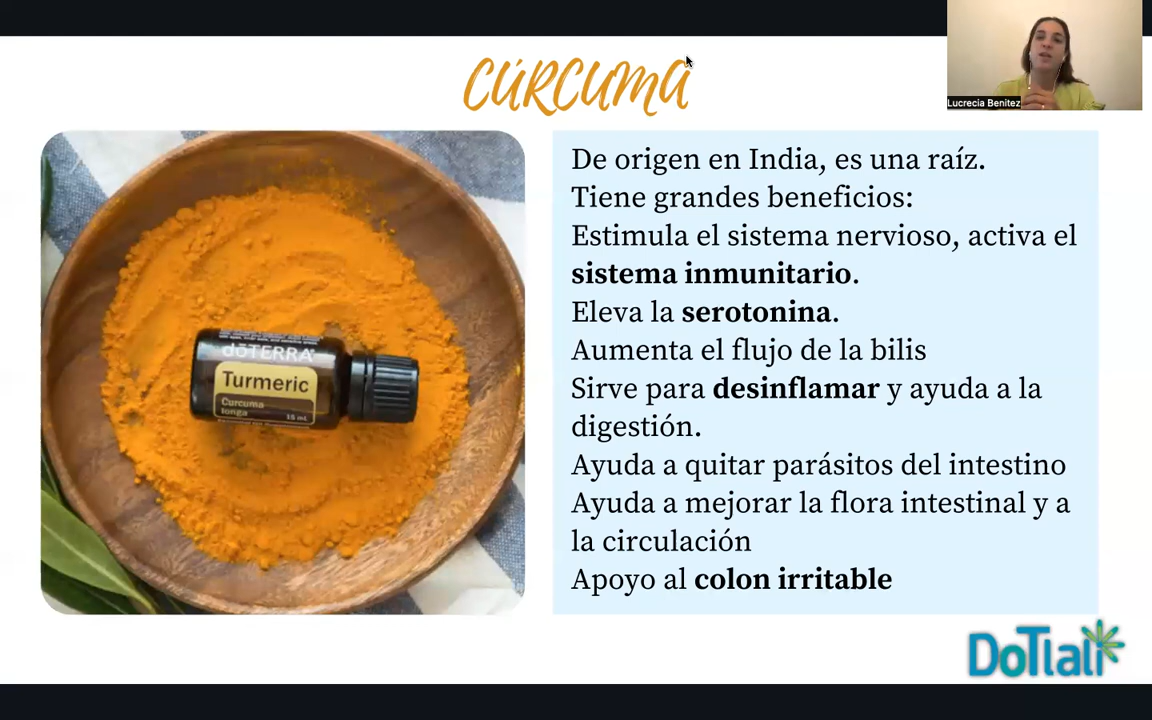 CÚRCUMA
Lucrecia Benitez
De origen en India, es una raíz.
Tiene grandes beneficios:
Estimula el sistema nervioso, activa el
sistema inmunitario.
Eleva la serotonina.
Aumenta el flujo de la bilis
Sirve para desinflamar y ayuda a la
digestión.
Ayuda a quitar parásitos del intestino
Ayuda a mejorar la flora intestinal y a
la circulación
Apoyo al colon irritable
dōTERRA
Turmeric
Curcuma
longa
15 mL
DoTlali